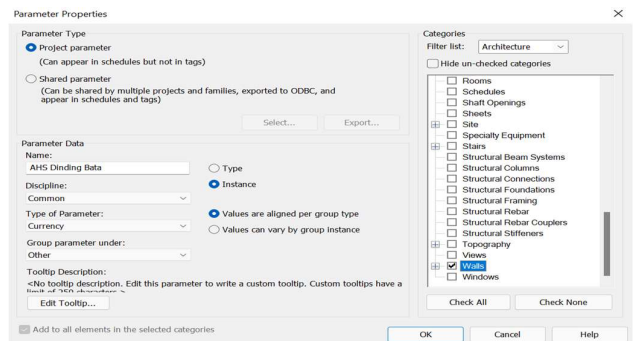 Parameter Properties
Parameter Type
Project parameter
(Can appear in schedules but not in tags)
Shared parameter
(Can be shared by multiple projects and families, exported to ODBC, and
appear in schedules and tags)
Select...
Export...
Parameter Data
Name:
AHS Dinding Bata
Type
Discipline:
Instance
Common
Type of Parameter:
Values are aligned per group type
Currency
Values can vary by group instance
Group parameter under:
Other
Tooltip Description:
<No tooltip description. Edit this parameter to write a custom tooltip. Custom tooltips have a
limit of 250 characters.>
Edit Tooltip...
Add to all elements in the selected categories
Categories
Filter list:
Architecture
Hide un-checked categories
Rooms
Schedules
Shaft Openings
Sheets
Site
Specialty Equipment
Stairs
Structural Beam Systems
Structural Columns
Structural Connections
Structural Foundations
Structural Framing
Structural Rebar
Structural Rebar Couplers
Structural Stiffeners
Topography
Views
Walls
Windows
Check All
Check None
OK
Cancel
Help